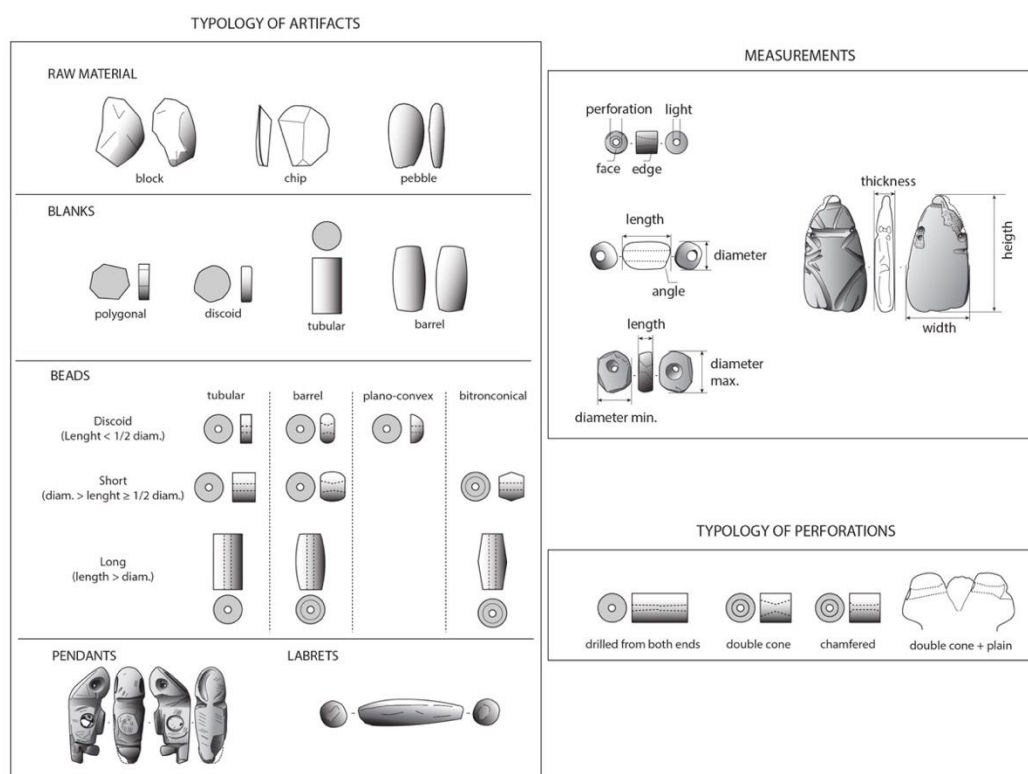 TYPOLOGY OF ARTIFACTS
RAW MATERIAL
block
chip
pebble
BLANKS
polygonal
discoid
tubular
barrel
BEADS
tubular
barrel
plano-convex
bitronconical
Discoid
(Lenght < 1/2 diam.)
Short
(diam. > lenght ≥ 1/2 diam.)
Long
(length > diam.)
PENDANTS
LABRETS
MEASUREMENTS
perforation
light
face
edge
length
diameter
angle
length
diameter
max.
diameter min.
thickness
heigth
width
TYPOLOGY OF PERFORATIONS
drilled from both ends
double cone
chamfered
double cone + plain